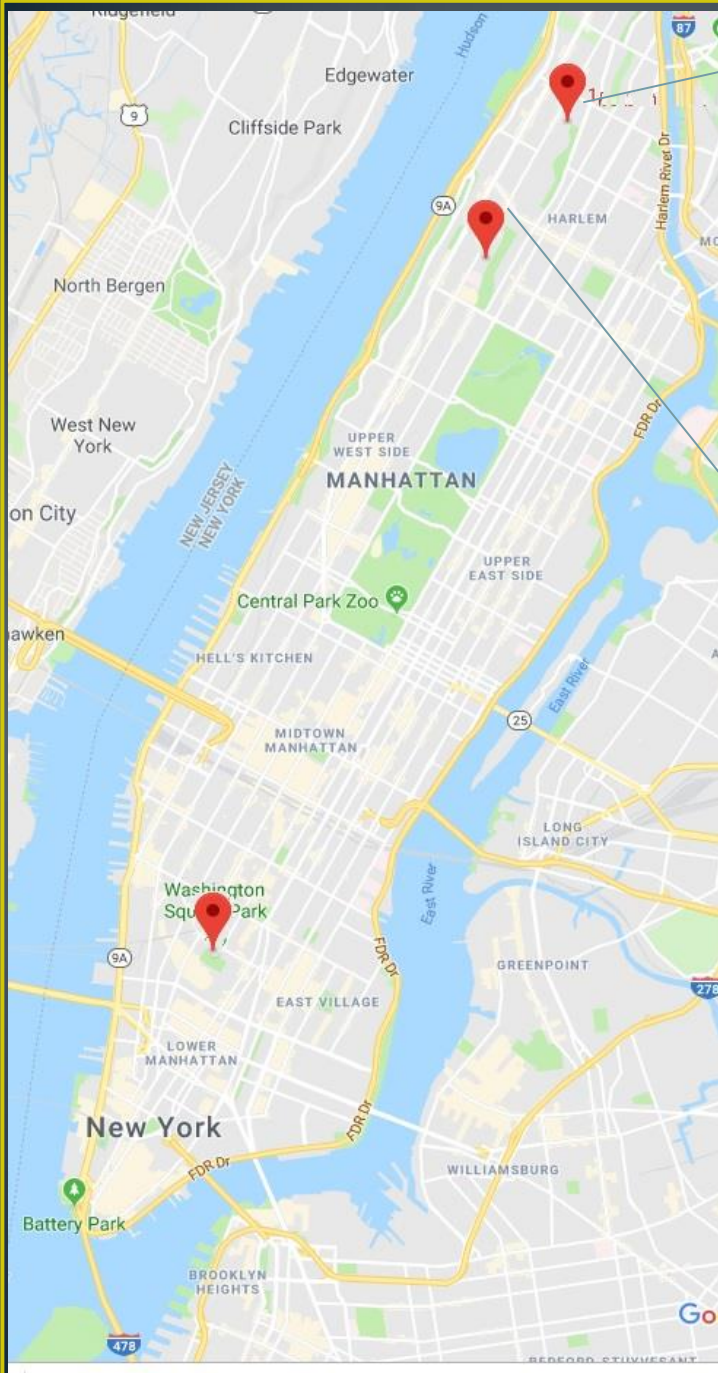 Edgewater
Hudson
87
9
Cliffside Park
9A
HARLEM
Harlem River Dr
North Bergen
West New
York
UPPER
WEST SIDE
FDR Dr
MANHATTAN
on City
NEW JERSEY
NEW YORK
UPPER
EAST SIDE
Central Park Zoo
awken
HELL'S KITCHEN
East River
25
MIDTOWN
MANHATTAN
LONG
ISLAND CITY
Washington
Park
East River
9A
FDR Dr
GREENPOINT
278
EAST VILLAGE
LOWER
MANHATTAN
New York
FDR Dr
FDR Dr
WILLIAMSBURG
Battery Park
BROOKLYN
HEIGHTS
Go
478